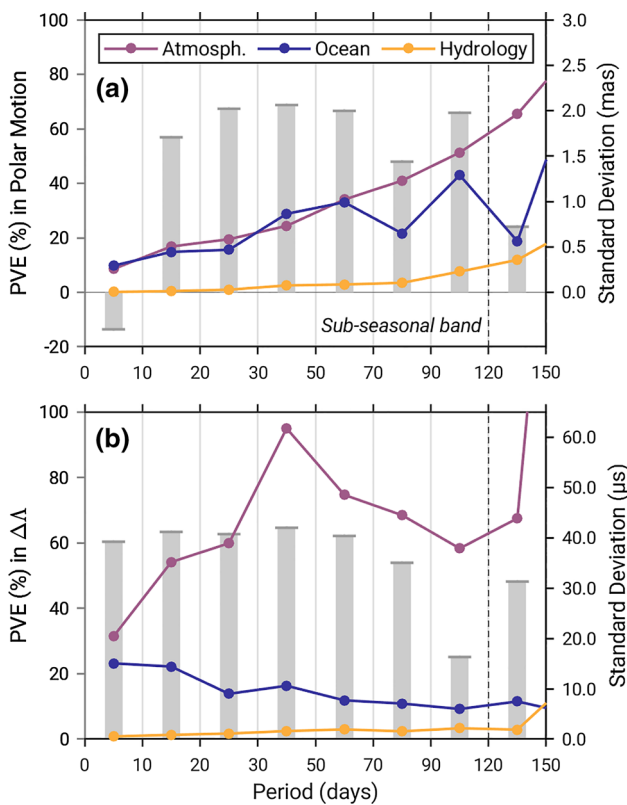 100
80
60
40
20
0
-20
PVE (%) in Polar Motion
Atmosph. Ocean Hydrology
(a)
Sub-seasonal band
3.0
2.5
2.0
1.5
1.0
0.5
0.0
Standard Deviation (mas)
0 10 20 30 50 70 90 120 150
100
80
60
40
20
0
PVE (%) in ΔΛ
(b)
60.0
50.0
40.0
30.0
20.0
10.0
0.0
Standard Deviation (μs)
0 10 20 30 50 60 90 120 150
Period (days)